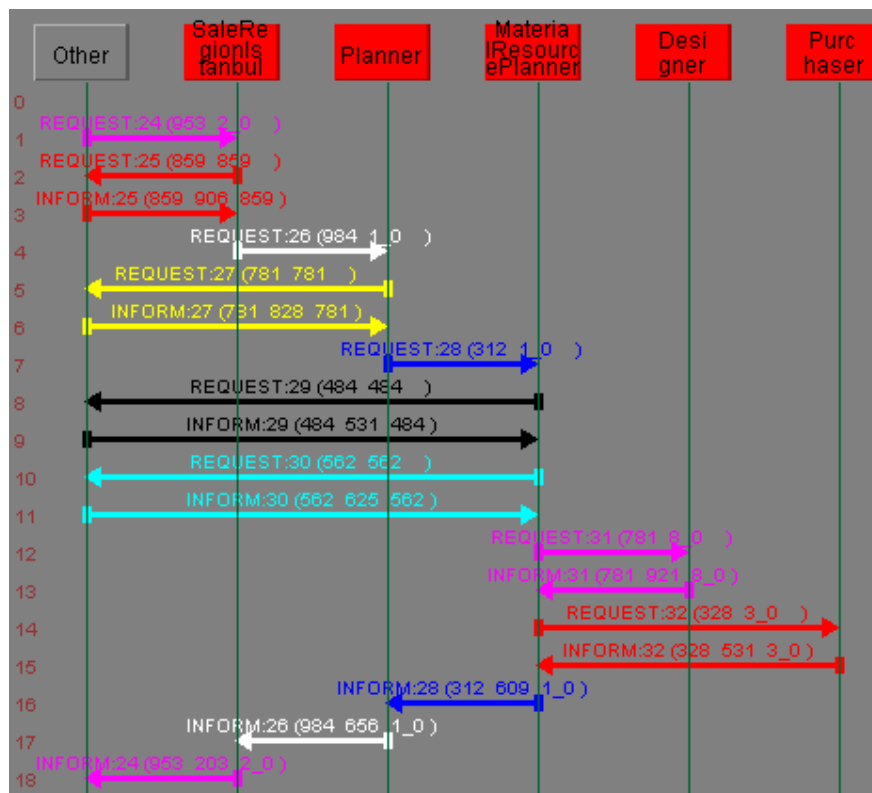 Other
SaleRe
gionIs
tanbul
Planner
Materia
lResourc
ePlanner
Desi
gner
Purc
haser
0
REQUEST:24 (953 2_0 )
1
REQUEST:25 (859 859 )
2
INFORM:25 (859 906 859)
3
REQUEST:26 (984 1_0 )
4
REQUEST:27 (781 781 )
5
INFORM:27 (781 828 781)
6
REQUEST:28 (312 1_0 )
7
REQUEST:29 (484 484 )
8
INFORM:29 (484 531 484)
9
REQUEST:30 (562 562 )
10
INFORM:30 (562 625 562)
11
REQUEST:31 (781 8_0 )
12
INFORM:31 (781 921 8_0)
13
REQUEST:32 (328 3_0 )
14
INFORM:32 (328 531 3_0)
15
INFORM:28 (312 609 1_0)
16
INFORM:26 (984 656 1_0)
17
INFORM:24 (953 203 2_0)
18